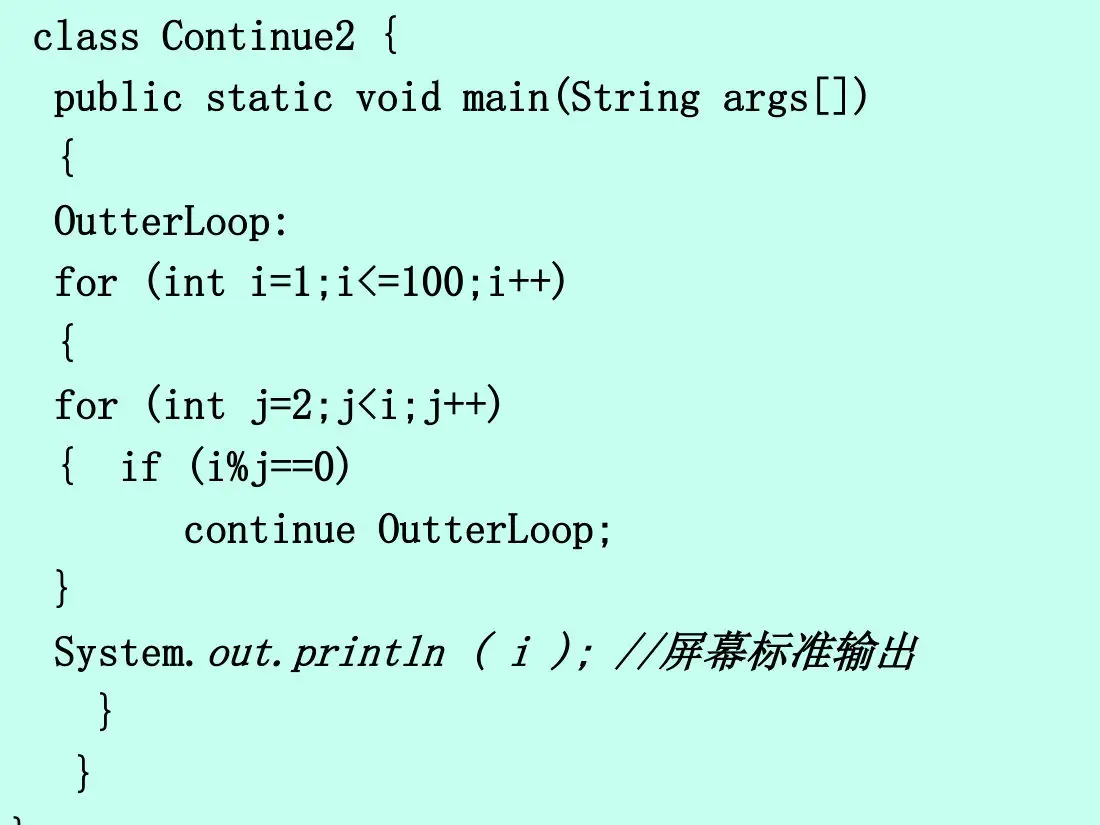 class Continue2 {
public static void main(String args[])
{
OutterLoop:
for (int i=1;i<=100;i++)
{
for (int j=2;j<i;j++)
{  if (i%j==0)
continue OutterLoop;
}
System.out.println ( i ); //屏幕标准输出
}
}
}